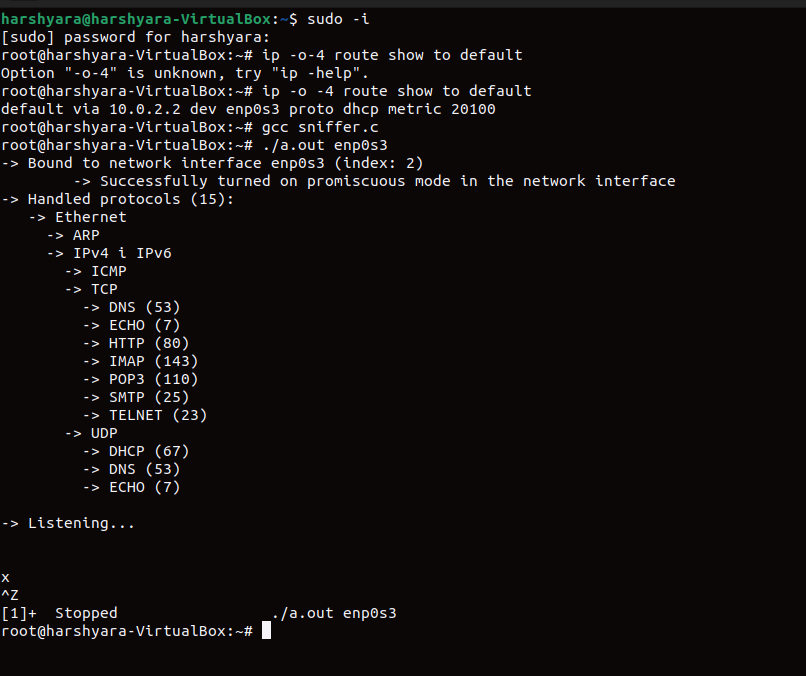 harshyara@harshyara-VirtualBox:~$ sudo -i
[sudo] password for harshyara:
root@harshyara-VirtualBox:~# ip -o-4 route show to default
Option "-o-4" is unknown, try "ip -help".
root@harshyara-VirtualBox:~# ip -o -4 route show to default
default via 10.0.2.2 dev enp0s3 proto dhcp metric 20100
root@harshyara-VirtualBox:~# gcc sniffer.c
root@harshyara-VirtualBox:~# ./a.out enp0s3
-> Bound to network interface enp0s3 (index: 2)
        -> Successfully turned on promiscuous mode in the network interface
-> Handled protocols (15):
   -> Ethernet
     -> ARP
     -> IPv4 i IPv6
       -> ICMP
       -> TCP
         -> DNS (53)
         -> ECHO (7)
         -> HTTP (80)
         -> IMAP (143)
         -> POP3 (110)
         -> SMTP (25)
         -> TELNET (23)
       -> UDP
         -> DHCP (67)
         -> DNS (53)
         -> ECHO (7)
-> Listening...
x
^Z
[1]+  Stopped                 ./a.out enp0s3
root@harshyara-VirtualBox:~#